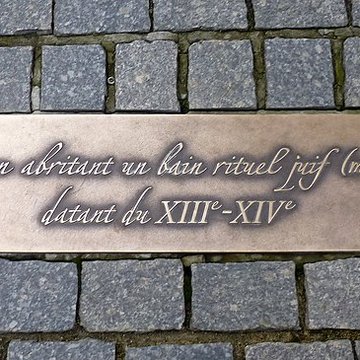 abritant un bain rituel juif
datant du XIIIe-XIVe